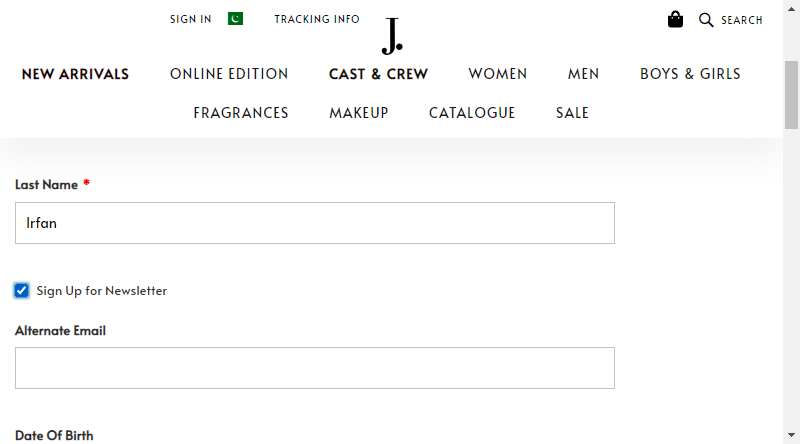 SIGN IN TRACKING INFO J. SEARCH
NEW ARRIVALS ONLINE EDITION CAST & CREW WOMEN MEN BOYS & GIRLS
FRAGRANCES MAKEUP CATALOGUE SALE
Last Name *
Irfan
Sign Up for Newsletter
Alternate Email
Date Of Birth